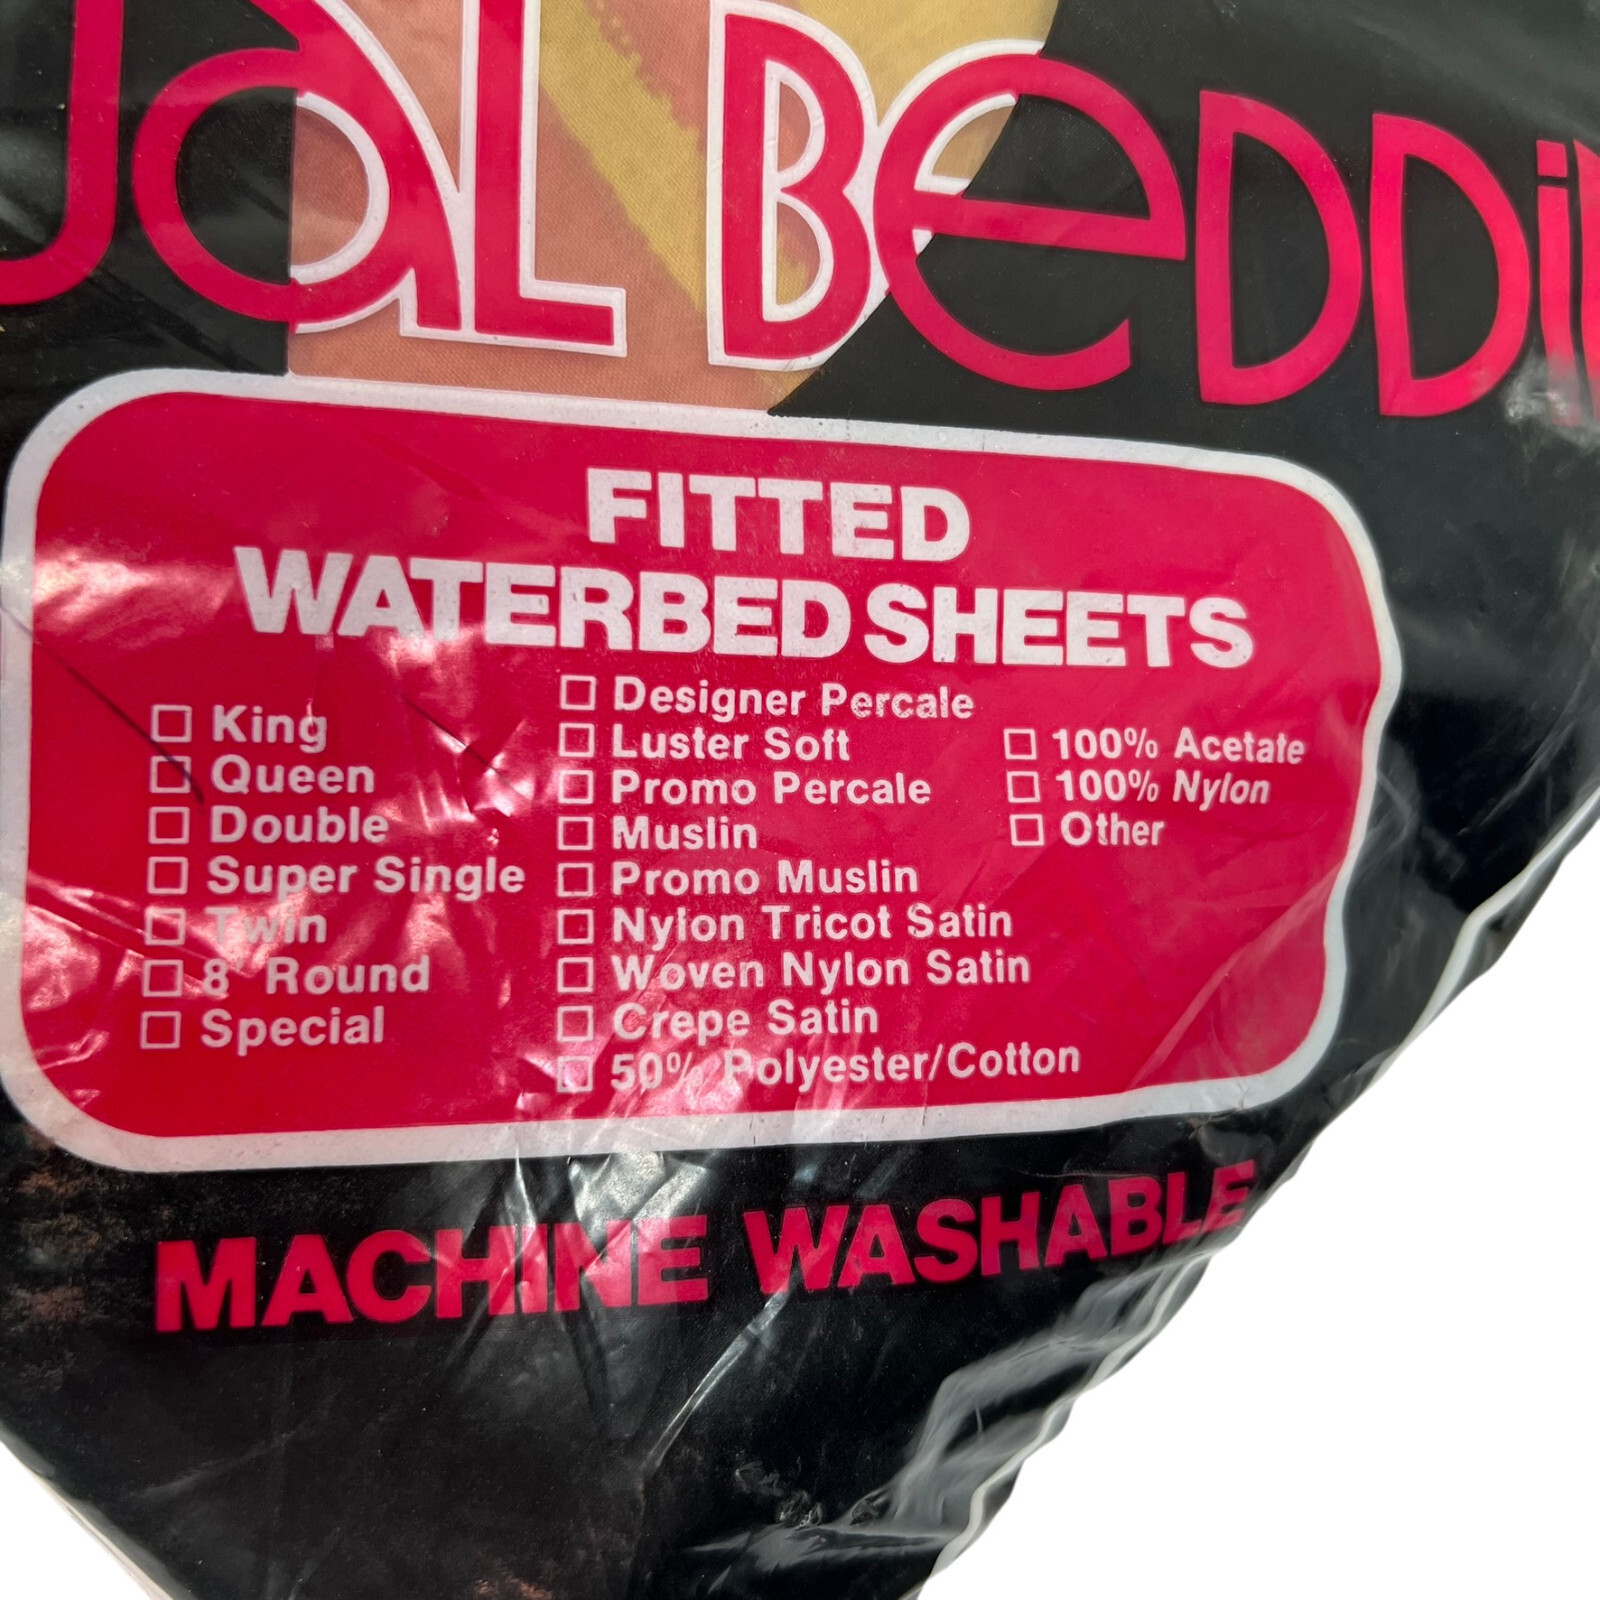 JaL BeDDi
FITTED
WATERBED SHEETS
☐ King
☐ Queen
☐ Double
☐ Super Single
☐ Twin
☐ 8' Round
☐ Special
☐ Designer Percale
☐ Luster Soft
☐ Promo Percale
☐ Muslin
☐ Promo Muslin
☐ Nylon Tricot Satin
☐ Woven Nylon Satin
☐ Crepe Satin
☐ 50% Polyester/Cotton
☐ 100% Acetate
☐ 100% Nylon
☐ Other
MACHINE WASHABLE